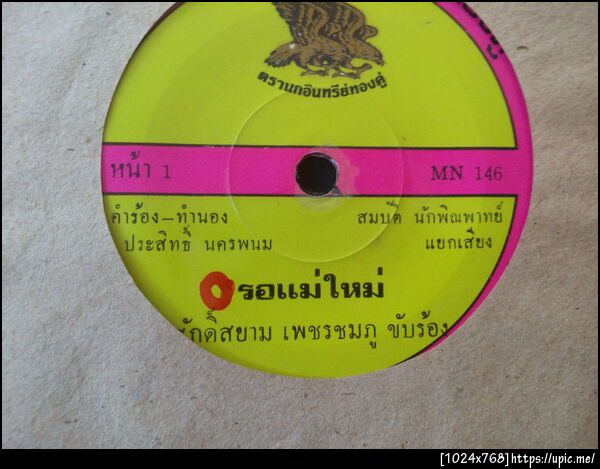 ตรานกอินทรีย์ทองคู่
หน้า 1
MN 146
คำร้อง–ทำนอง
ประสิทธิ์ นครพนม
สมบัติ นักพิณพาทย์
แยกเสียง
รอแม่ใหม่
ศักดิ์สยาม เพชรชมภู ขับร้อง
[1024x768]https://upic.me/